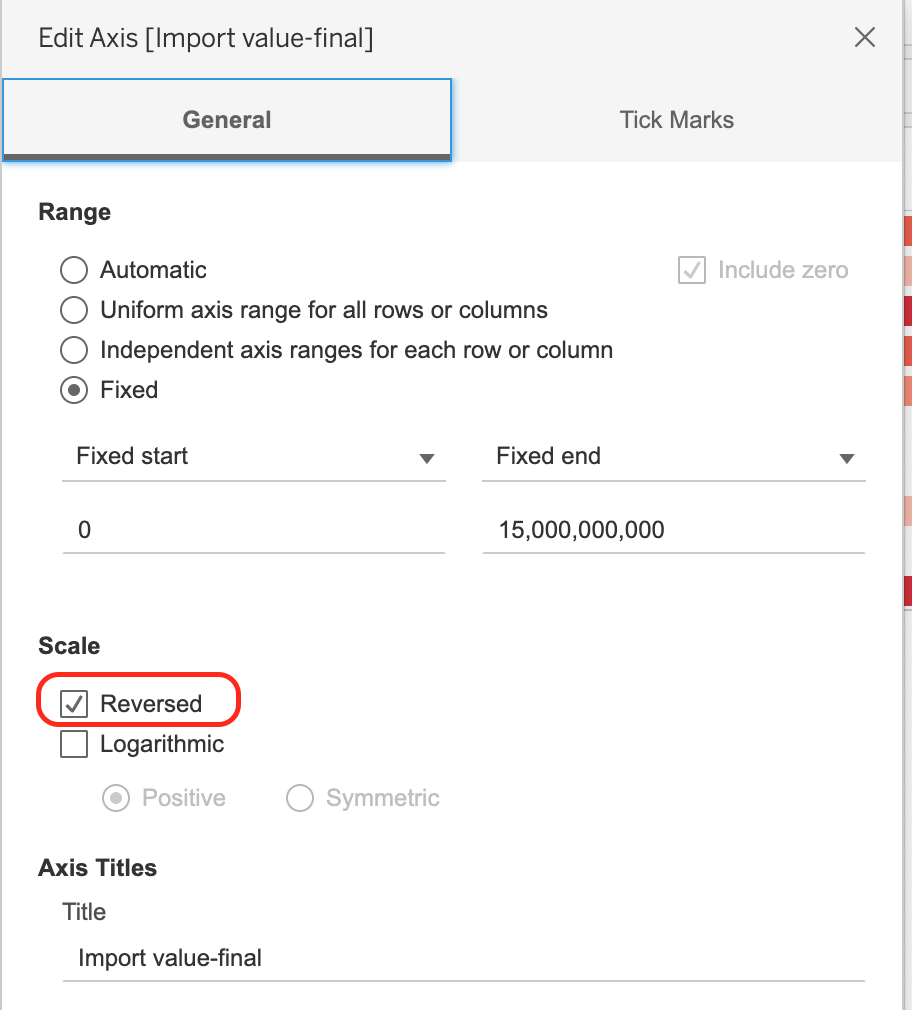 Edit Axis [Import value-final]
General
Tick Marks
Range
Automatic
Include zero
Uniform axis range for all rows or columns
Independent axis ranges for each row or column
Fixed
Fixed start
Fixed end
0
15,000,000,000
Scale
Reversed
Logarithmic
Positive
Symmetric
Axis Titles
Title
Import value-final